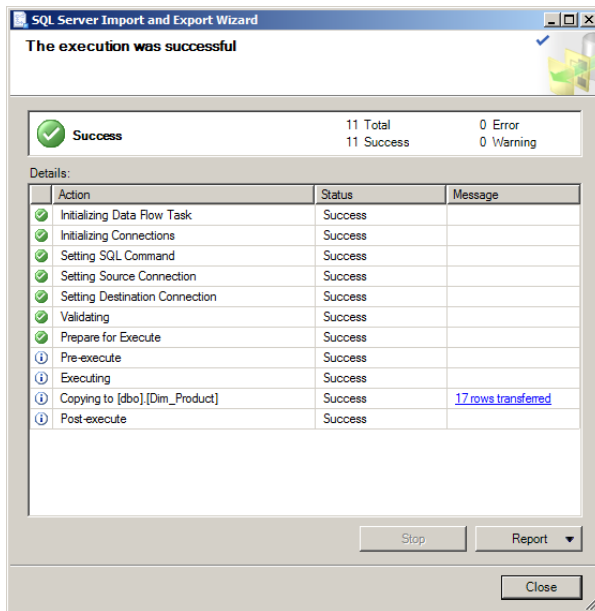 SQL Server Import and Export Wizard
The execution was successful
Success
11 Total 0 Error
11 Success 0 Warning
Details:
Action Status Message
Initializing Data Flow Task Success
Initializing Connections Success
Setting SQL Command Success
Setting Source Connection Success
Setting Destination Connection Success
Validating Success
Prepare for Execute Success
Pre-execute Success
Executing Success
Copying to [dbo].[Dim_Product] Success 17 rows transferred
Post-execute Success
Stop Report
Close